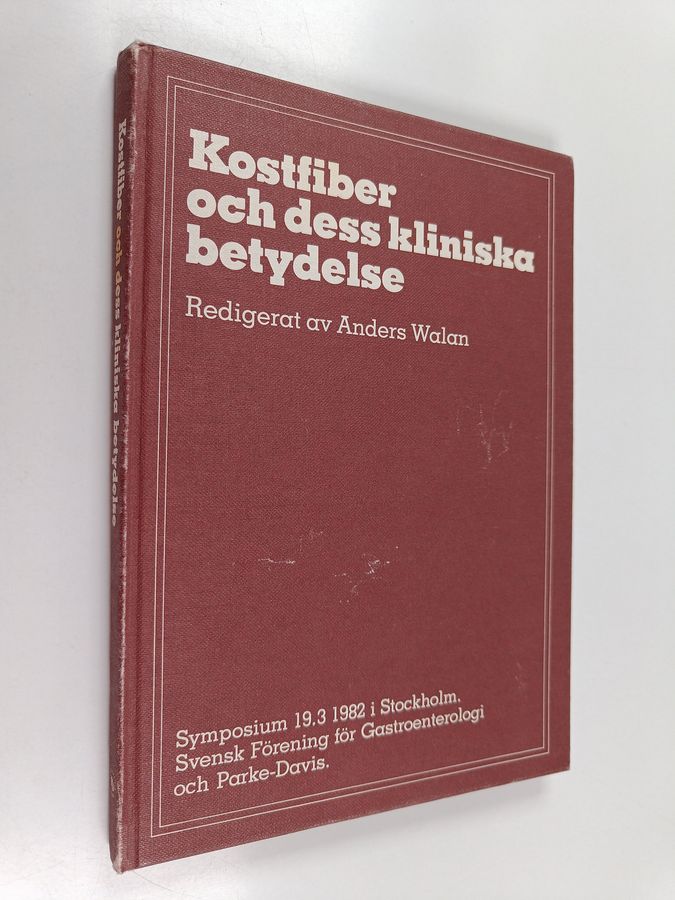 Kostfiber
och dess kliniska
betydelse
Redigerat av Anders Walan
Symposium 19.3 1982 i Stockholm.
Svensk Förening för Gastroenterologi
och Parke-Davis.
Kostfiber och dess kliniska betydelse